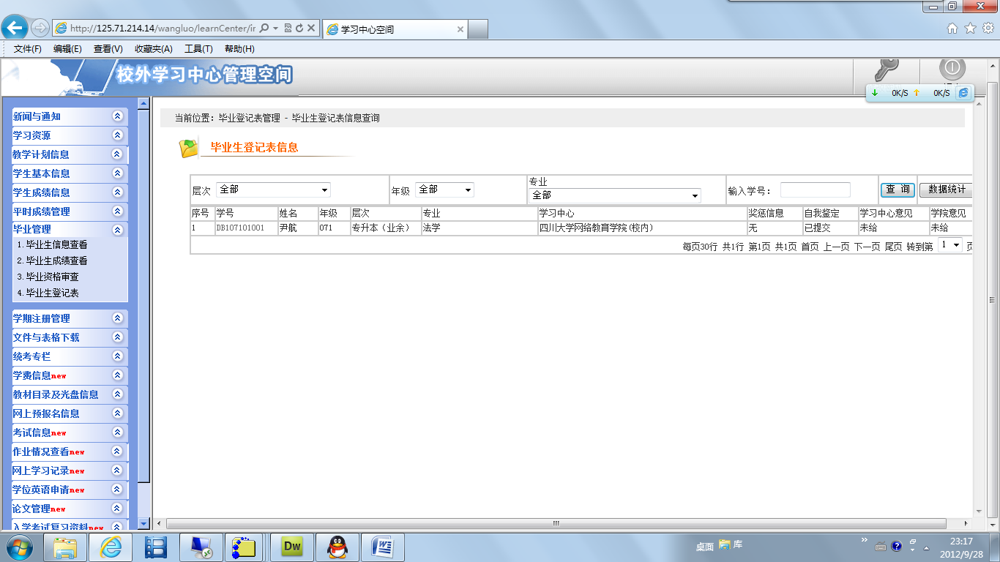 http://125.71.214.14/wangluo/learnCenter/ir
学习中心空间
文件(F) 编辑(E) 查看(V) 收藏夹(A) 工具(T) 帮助(H)
校外学习中心管理空间
0K/S 0K/S
新闻与通知
学习资源
教学计划信息
学生基本信息
学生成绩信息
平时成绩管理
毕业管理
1. 毕业生信息查看
2. 毕业生成绩查看
3. 毕业资格审查
4. 毕业生登记表
学期注册管理
文件与表格下载
统考专栏
学费信息new
教材目录及光盘信息
网上预报名信息
考试信息new
作业情况查看new
网上学习记录new
学位英语申请new
论文管理new
入学考试复习资料new
当前位置：毕业登记表管理 - 毕业生登记表信息查询
毕业生登记表信息
层次 全部 年级 全部 专业 全部 输入学号： 查 询 数据统计
序号 学号 姓名 年级 层次 专业 学习中心 奖惩信息 自我鉴定 学习中心意见 学院意见
1 DB107101001 尹航 071 专升本（业余） 法学 四川大学网络教育学院(校内) 无 已提交 未给 未给
每页30行 共1行 第1页 共1页 首页 上一页 下一页 尾页 转到第 1 页
Dw
桌面 库
23:17
2012/9/28